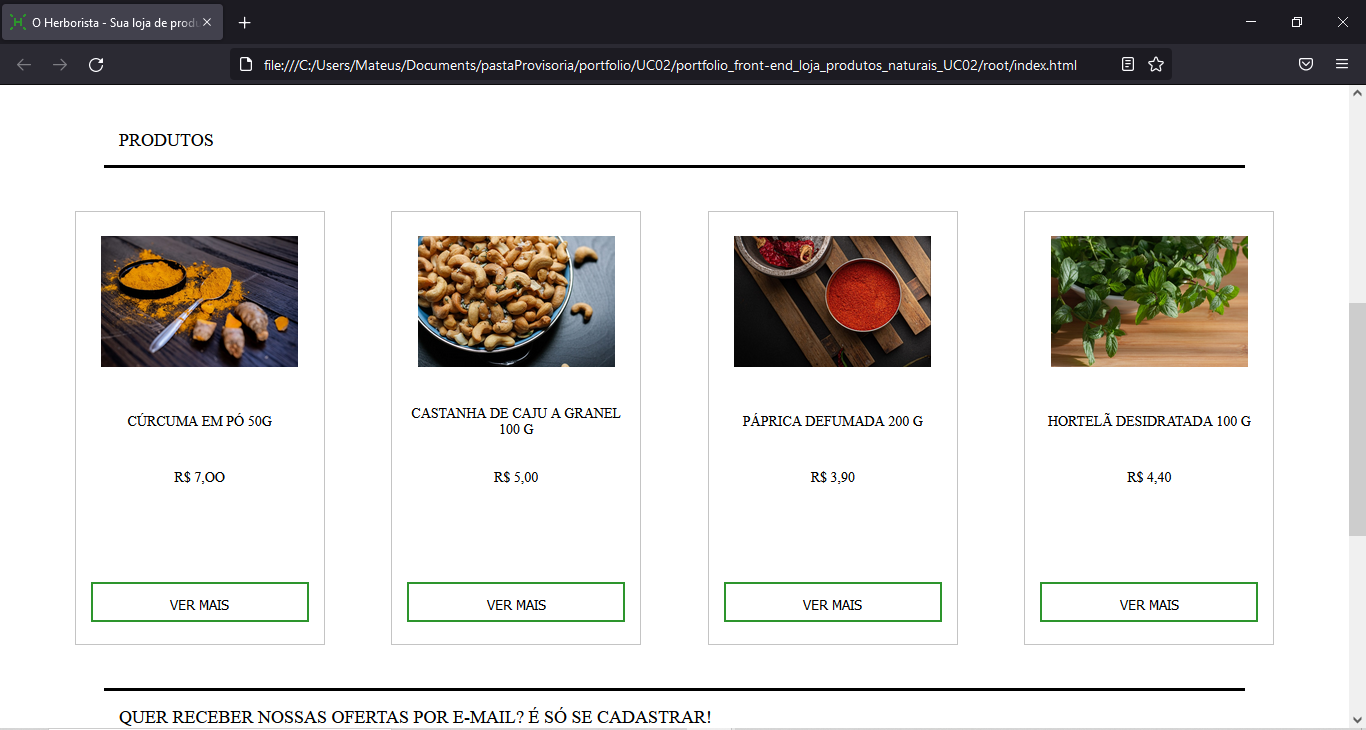 O Herborista - Sua loja de produ
file:///C:/Users/Mateus/Documents/pastaProvisoria/portfolio/UC02/portfolio_front-end_loja_produtos_naturais_UC02/root/index.html
PRODUTOS
CÚRCUMA EM PÓ 50G
R$ 7,OO
VER MAIS
CASTANHA DE CAJU A GRANEL
100 G
R$ 5,00
VER MAIS
PÁPRICA DEFUMADA 200 G
R$ 3,90
VER MAIS
HORTELÃ DESIDRATADA 100 G
R$ 4,40
VER MAIS
QUER RECEBER NOSSAS OFERTAS POR E-MAIL? É SÓ SE CADASTRAR!